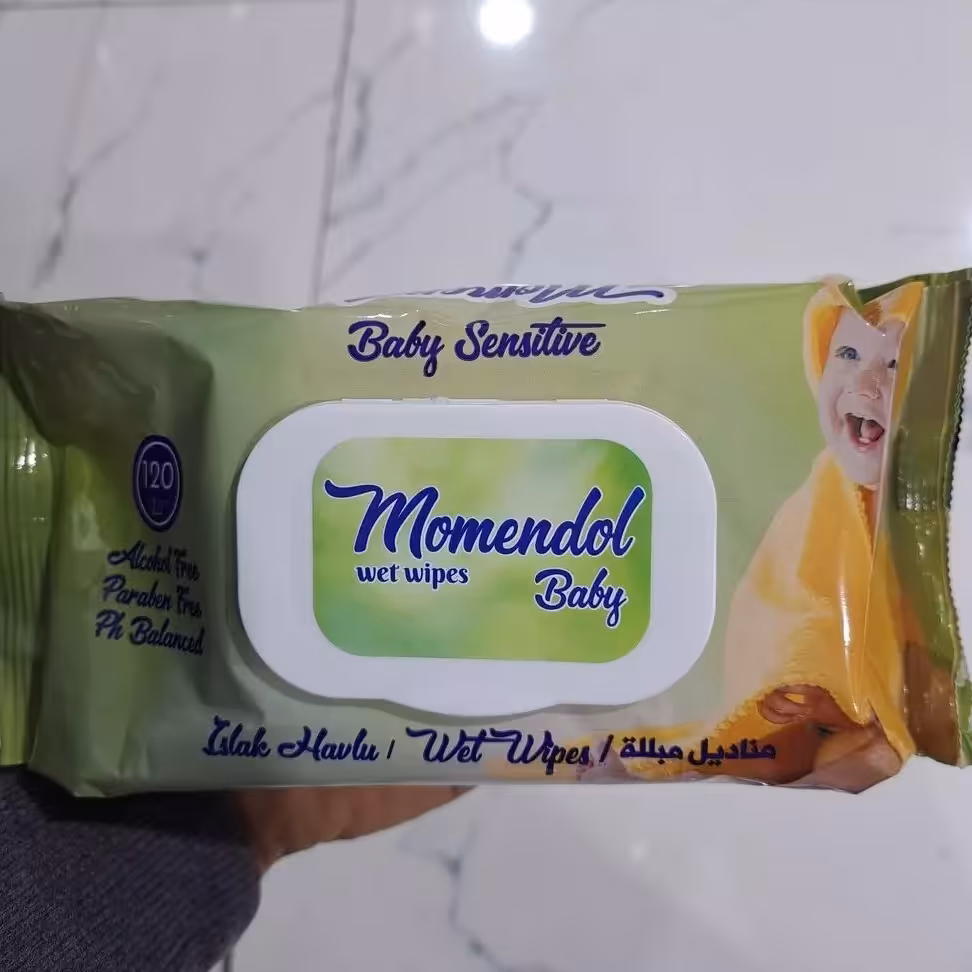 Baby Sensitive
120
Alcohol Free
Paraben Free
Ph Balanced
Momendol
wet wipes
Baby
Islak Havlu / Wet Wipes / مناديل مبللة